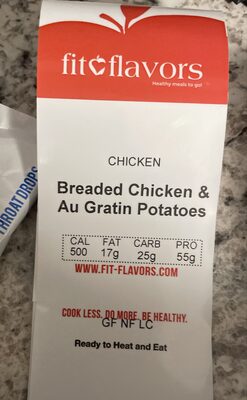 THROAT DROPS
fit flavors
Healthy meals to go!
CHICKEN
Breaded Chicken &
Au Gratin Potatoes
CAL FAT CARB PRO
500 17g 25g 55g
WWW.FIT-FLAVORS.COM
COOK LESS. DO MORE. BE HEALTHY.
GF NF LC
Ready to Heat and Eat